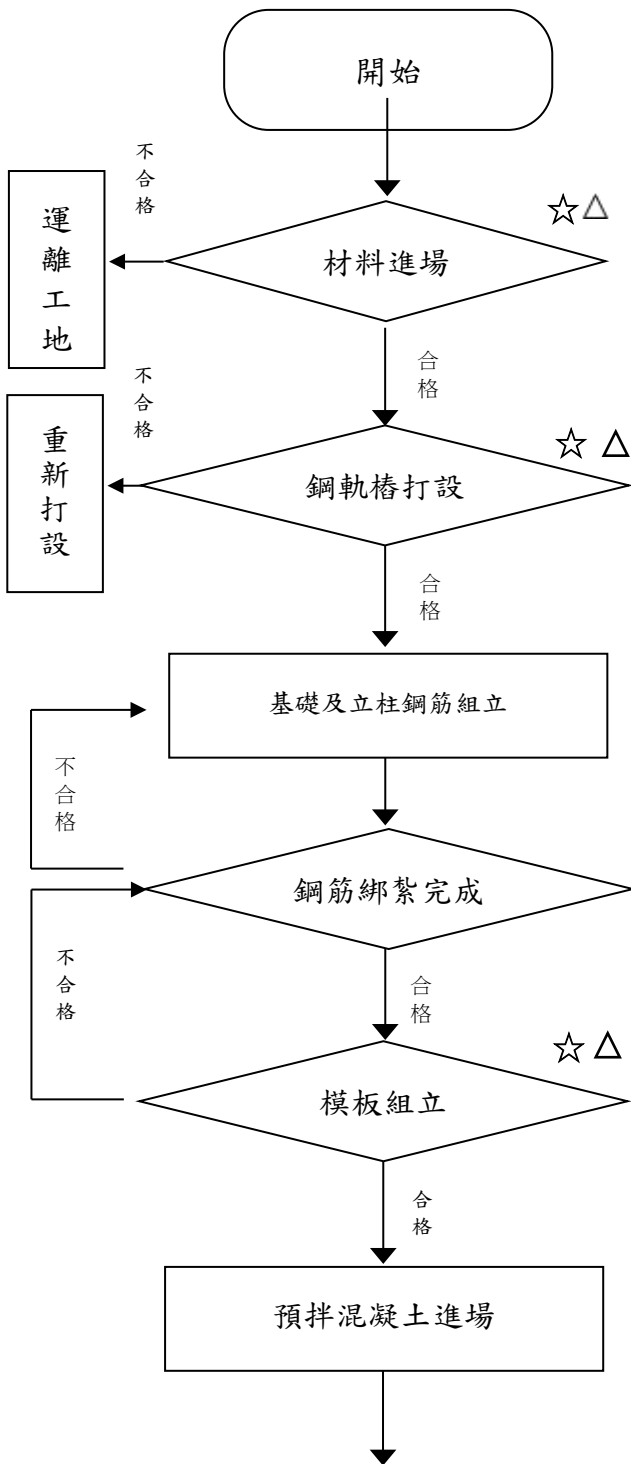 開始
不合格
☆△
運離工地
材料進場
合格
不合格
☆ △
重新打設
鋼軌樁打設
合格
基礎及立柱鋼筋組立
不合格
鋼筋綁紮完成
不合格
合格
☆ △
模板組立
合格
預拌混凝土進場